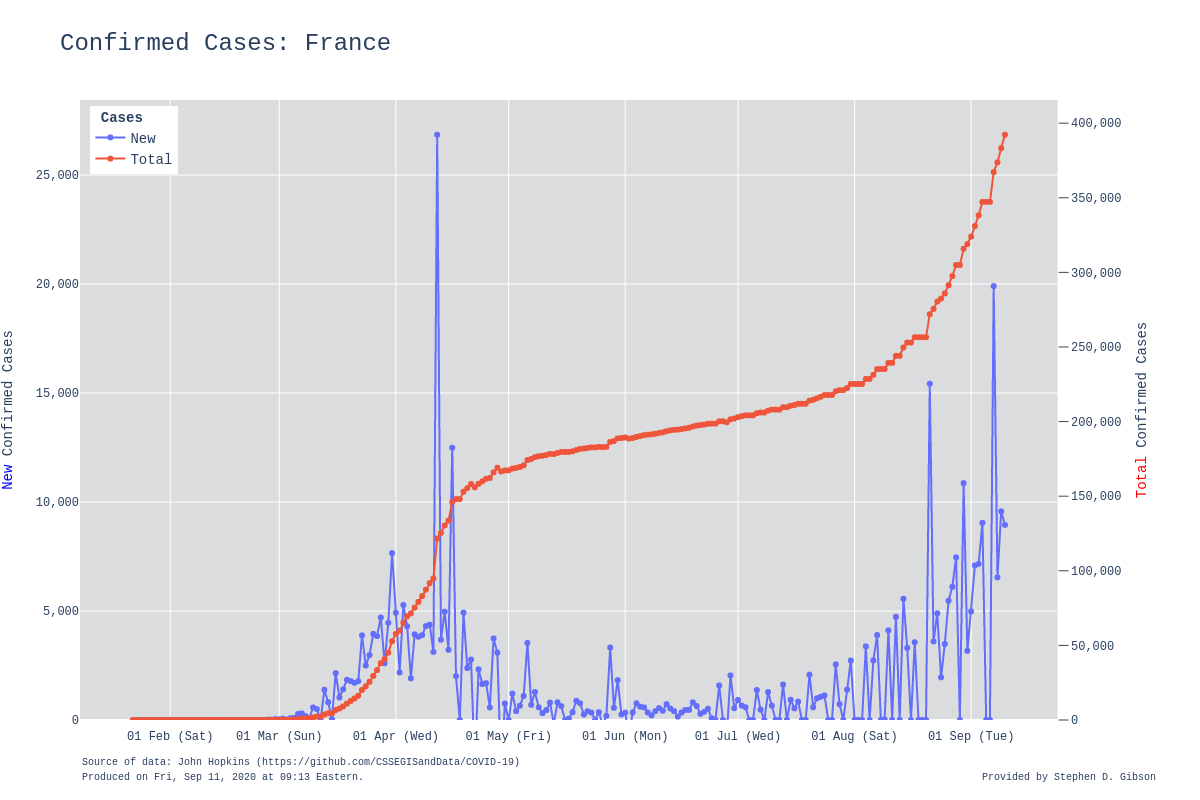 Confirmed Cases: France
Cases
New
Total
25,000
20,000
15,000
10,000
5,000
0
New Confirmed Cases
400,000
350,000
300,000
250,000
200,000
150,000
100,000
50,000
0
Total Confirmed Cases
01 Feb (Sat)
01 Mar (Sun)
01 Apr (Wed)
01 May (Fri)
01 Jun (Mon)
01 Jul (Wed)
01 Aug (Sat)
01 Sep (Tue)
Source of data: John Hopkins (https://github.com/CSSEGISandData/COVID-19)
Produced on Fri, Sep 11, 2020 at 09:13 Eastern.
Provided by Stephen D. Gibson